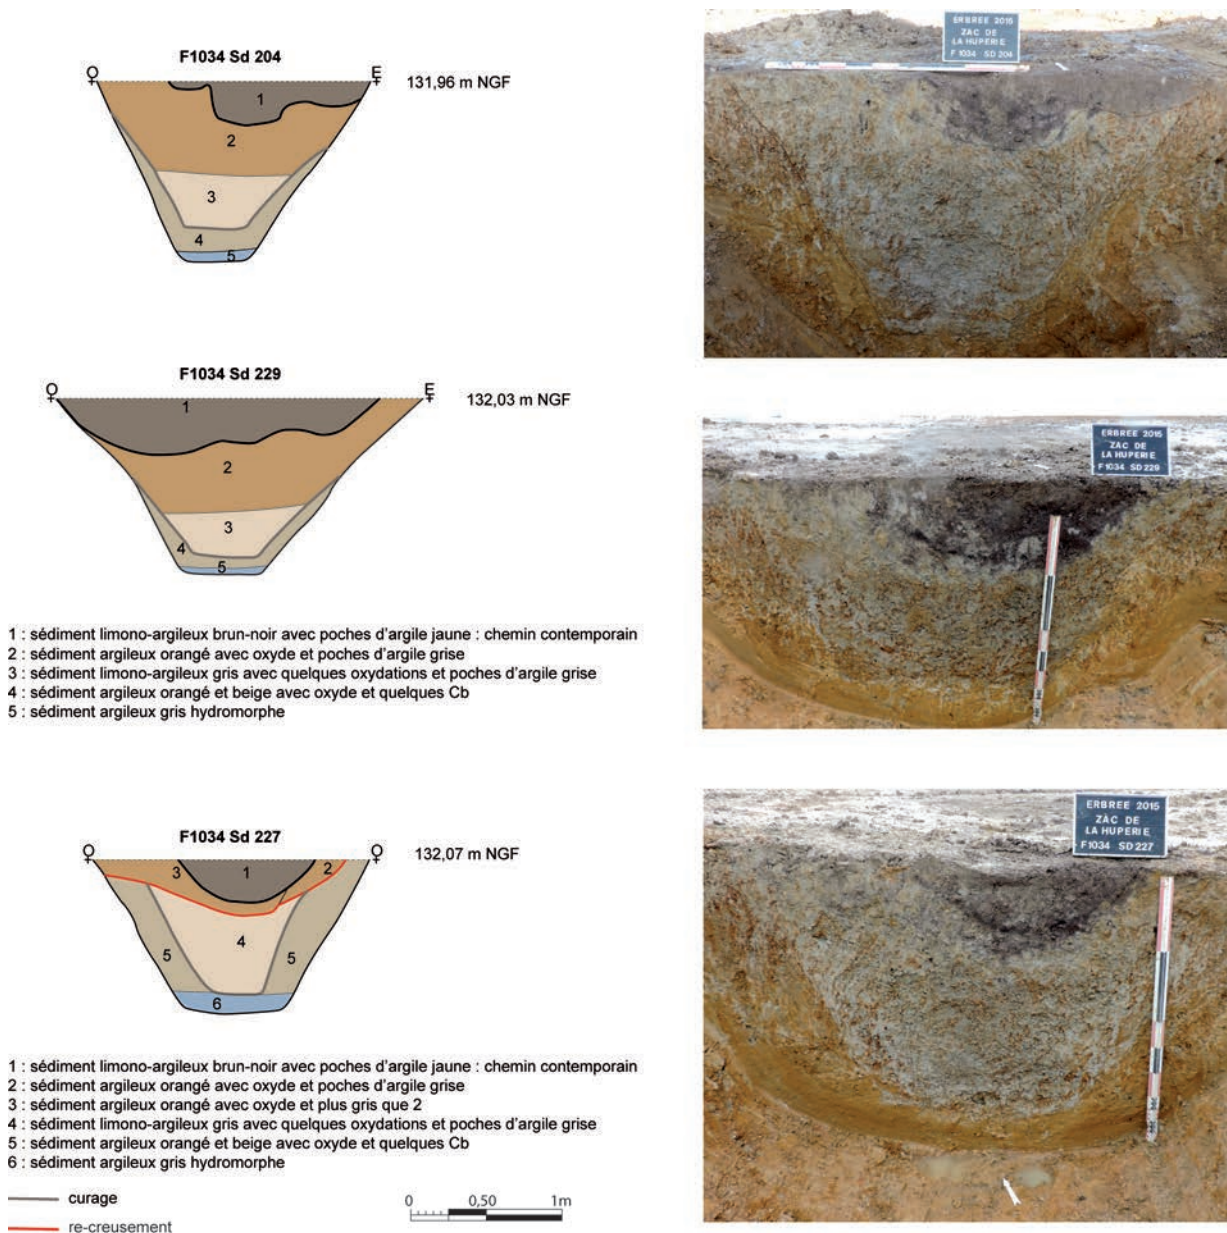 F1034 Sd 204
O
E
131,96 m NGF
1
2
3
4
5
ERBREE 2015
ZAC DE
LA HUPERIE
F 1034 SD 204
F1034 Sd 229
O
E
132,03 m NGF
1
2
3
4
5
ERBREE 2015
ZAC DE
LA HUPERIE
F1034 SD 229
1 : sédiment limono-argileux brun-noir avec poches d'argile jaune : chemin contemporain
2 : sédiment argileux orangé avec oxyde et poches d'argile grise
3 : sédiment limono-argileux gris avec quelques oxydations et poches d'argile grise
4 : sédiment argileux orangé et beige avec oxyde et quelques Cb
5 : sédiment argileux gris hydromorphe
F1034 Sd 227
O
O
132,07 m NGF
3
1
2
4
5
5
6
ERBREE 2015
ZAC DE
LA HUPERIE
F1034 SD 227
1 : sédiment limono-argileux brun-noir avec poches d'argile jaune : chemin contemporain
2 : sédiment argileux orangé avec oxyde et poches d'argile grise
3 : sédiment argileux orangé avec oxyde et plus gris que 2
4 : sédiment limono-argileux gris avec quelques oxydations et poches d'argile grise
5 : sédiment argileux orangé et beige avec oxyde et quelques Cb
6 : sédiment argileux gris hydromorphe
curage
re-creusement
0 0,50 1m